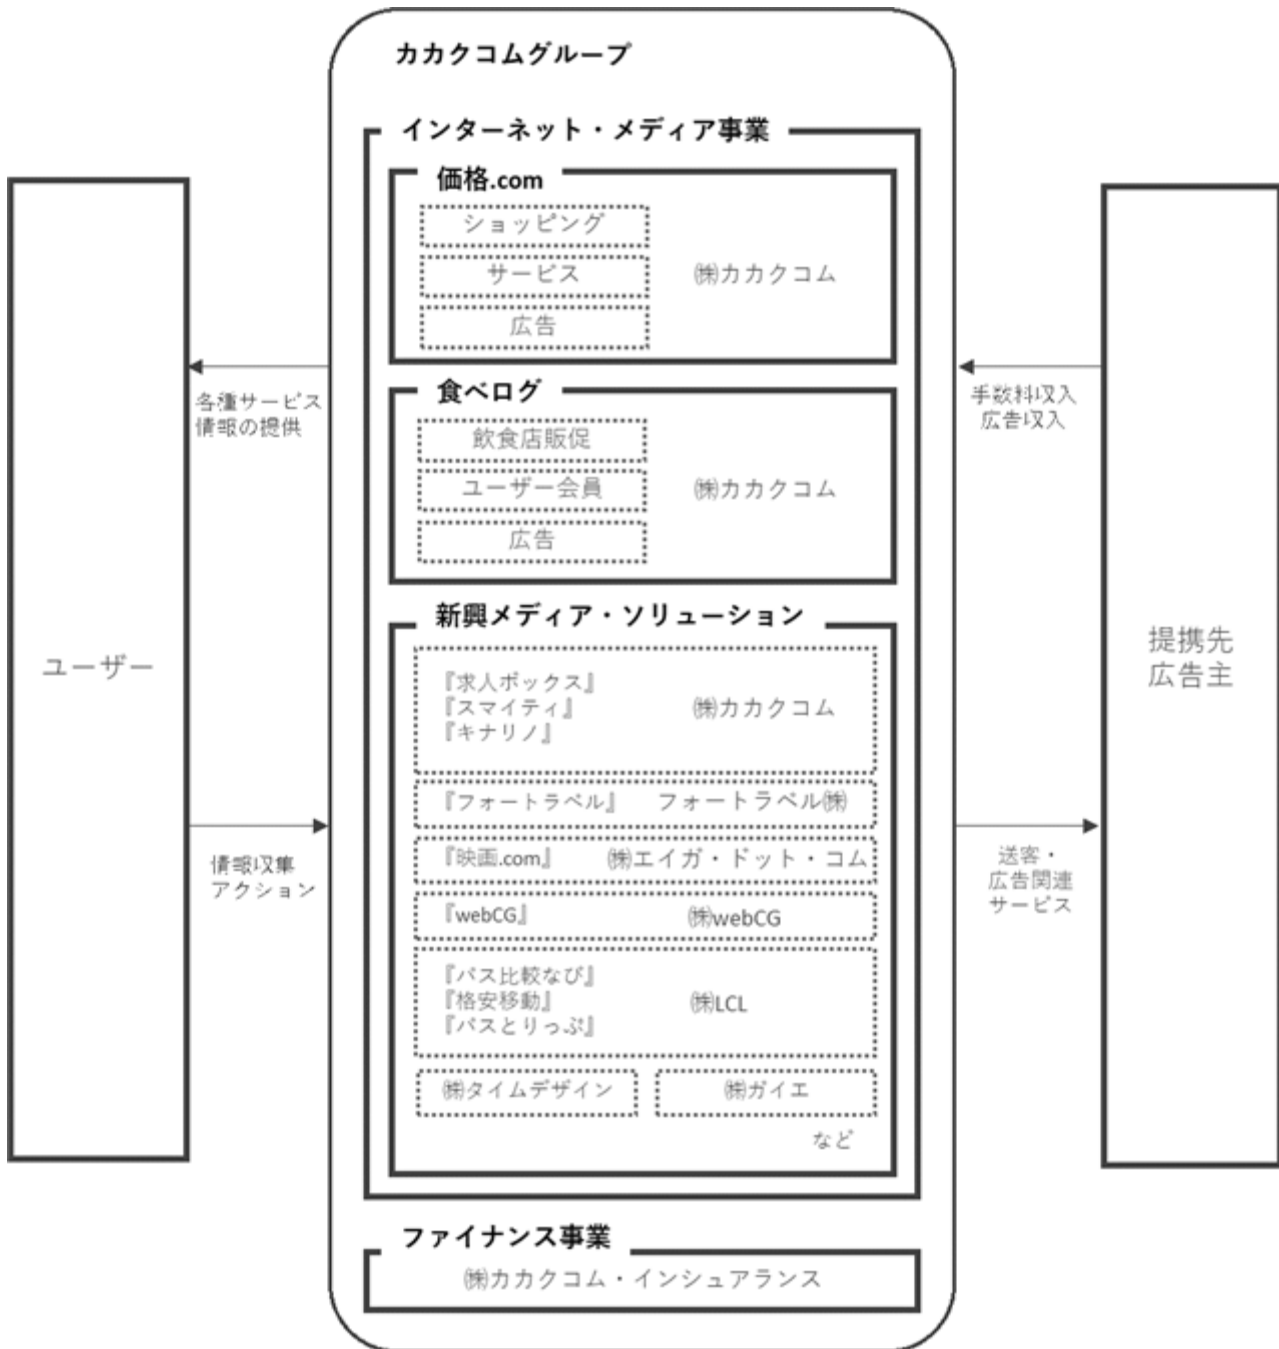 カカクコムグループ
インターネット・メディア事業
価格.com
ショッピング
サービス
㈱カカクコム
広告
食べログ
飲食店販促
ユーザー会員
㈱カカクコム
広告
新興メディア・ソリューション
『求人ボックス』
『スマイティ』
㈱カカクコム
『キナリノ』
『フォートラベル』 フォートラベル㈱
『映画.com』 ㈱エイガ・ドット・コム
『webCG』 ㈱webCG
『バス比較なび』
『格安移動』
㈱LCL
『バスとりっぷ』
㈱タイムデザイン
㈱ガイエ
など
ファイナンス事業
㈱カカクコム・インシュアランス
ユーザー
各種サービス
情報の提供
情報収集
アクション
手数料収入
広告収入
送客・
広告関連
サービス
提携先
広告主